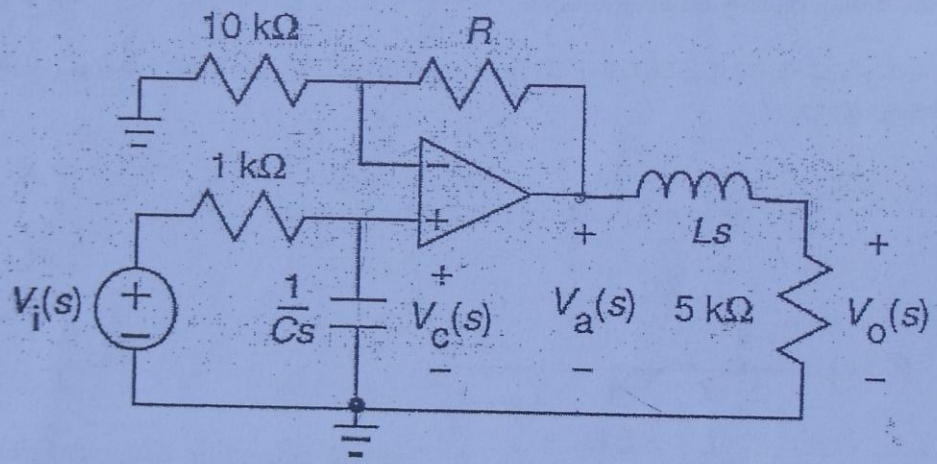 10 kΩ
R
1 kΩ
Ls
V_i(s)
1/Cs
V_c(s)
V_a(s)
5 kΩ
V_o(s)